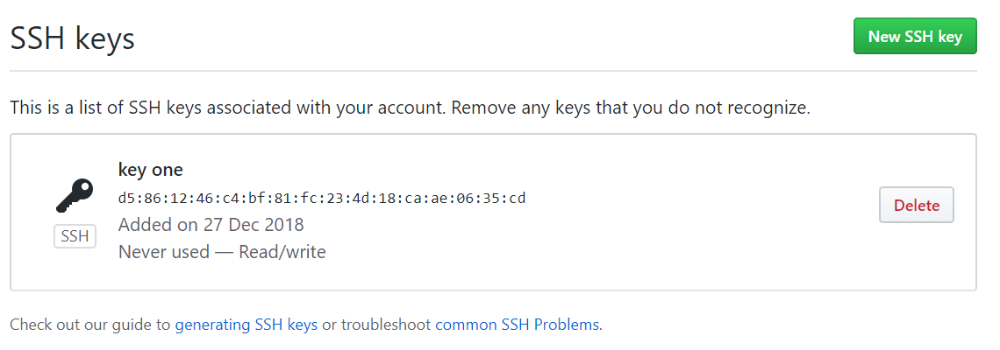 SSH keys
New SSH key
This is a list of SSH keys associated with your account. Remove any keys that you do not recognize.
key one
d5:86:12:46:c4:bf:81:fc:23:4d:18:ca:ae:06:35:cd
Added on 27 Dec 2018
Never used — Read/write
SSH
Delete
Check out our guide to generating SSH keys or troubleshoot common SSH Problems.